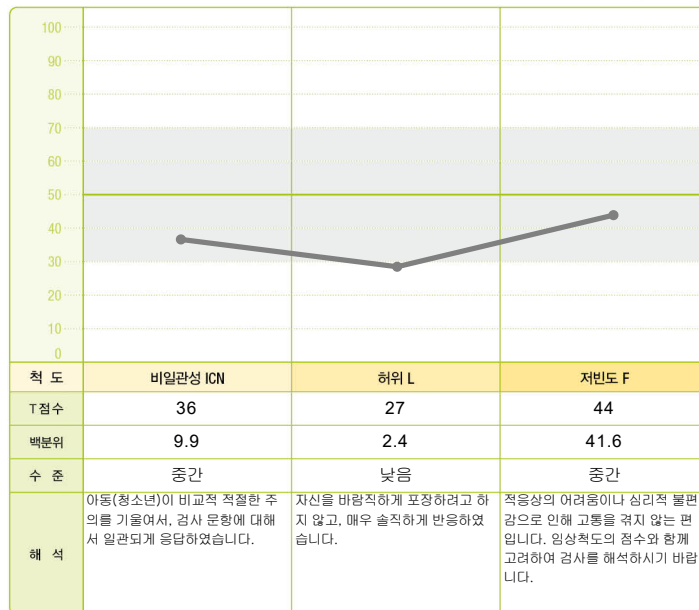 100
90
80
70
60
50
40
30
20
10
0
척 도 비일관성 ICN 허위 L 저빈도 F
T점수 36 27 44
백분위 9.9 2.4 41.6
수 준 중간 낮음 중간
해 석
아동(청소년)이 비교적 적절한 주
의를 기울여서, 검사 문항에 대해
서 일관되게 응답하였습니다.
자신을 바람직하게 포장하려고 하
지 않고, 매우 솔직하게 반응하였
습니다.
적응상의 어려움이나 심리적 불편
감으로 인해 고통을 겪지 않는 편
입니다. 임상척도의 점수와 함께
고려하여 검사를 해석하시기 바랍
니다.